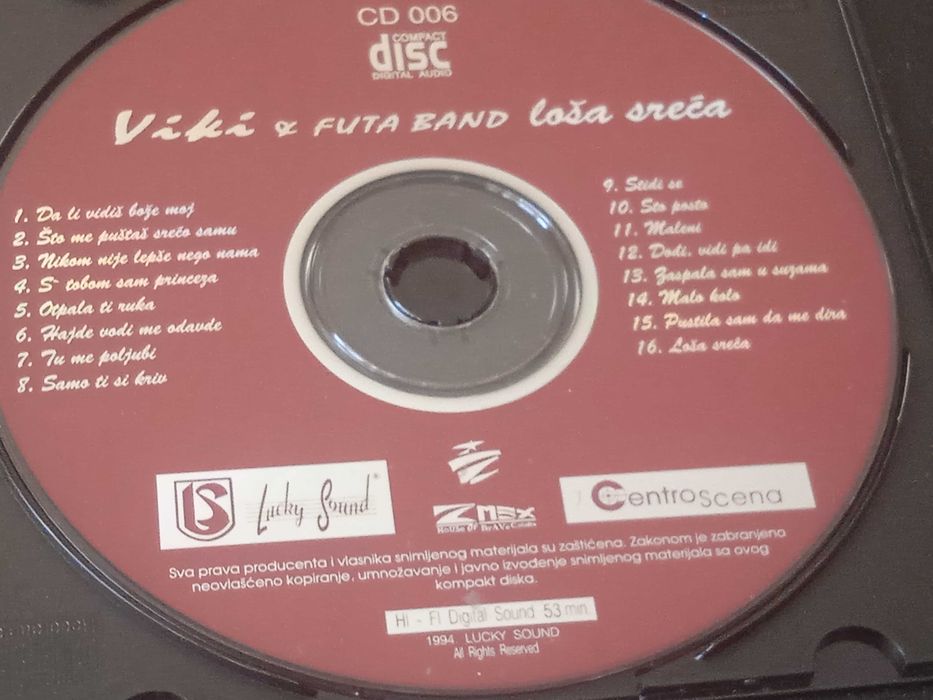 CD 006
COMPACT
disc
DIGITAL AUDIO
Viki & FUTA BAND loša sreća
1. Da li vidiš bože moj
2. Što me puštaš srećo samu
3. Nikom nije lepše nego nama
4. S' tobom sam princeza
5. Otpala ti ruka
6. Hajde vodi me odavde
7. Tu me poljubi
8. Samo ti si kriv
9. Stidi se
10. Sto posto
11. Maleni
12. Dođi, vidi pa idi
13. Zaspala sam u suzama
14. Malo kolo
15. Pustila sam da me dira
16. Loša sreća
LS Lucky Sound
ZMEX
HOUSE OF BrAVe Colors
CentroScena
Sva prava producenta i vlasnika snimljenog materijala su zaštićena. Zakonom je zabranjeno
neovlašćeno kopiranje, umnožavanje i javno izvođenje snimljenog materijala sa ovog
kompakt diska.
HI - FI Digital Sound 53 min.
1994. LUCKY SOUND
All Rights Reserved